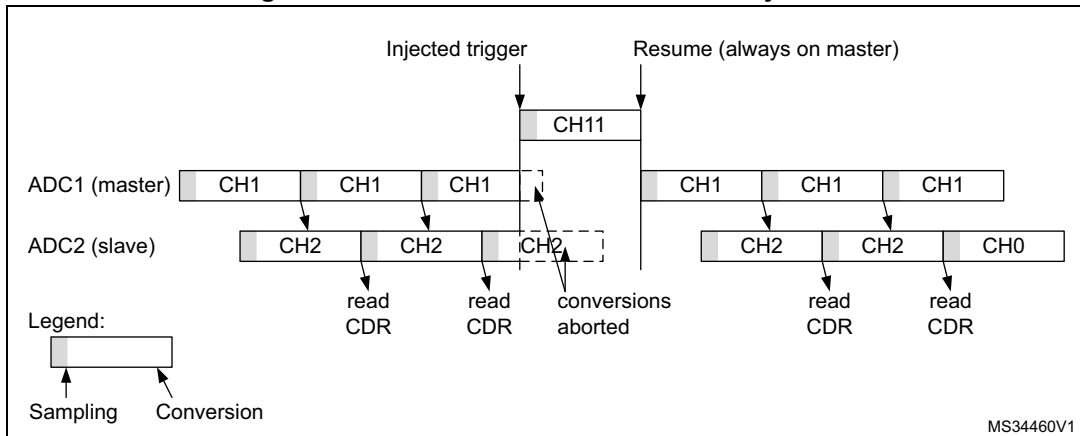 Injected trigger
Resume (always on master)
CH11
ADC1 (master)
CH1
CH1
CH1
CH1
CH1
CH1
ADC2 (slave)
CH2
CH2
CH2
CH2
CH2
CH0
read
CDR
read
CDR
conversions
aborted
read
CDR
read
CDR
Legend:
Sampling
Conversion
MS34460V1